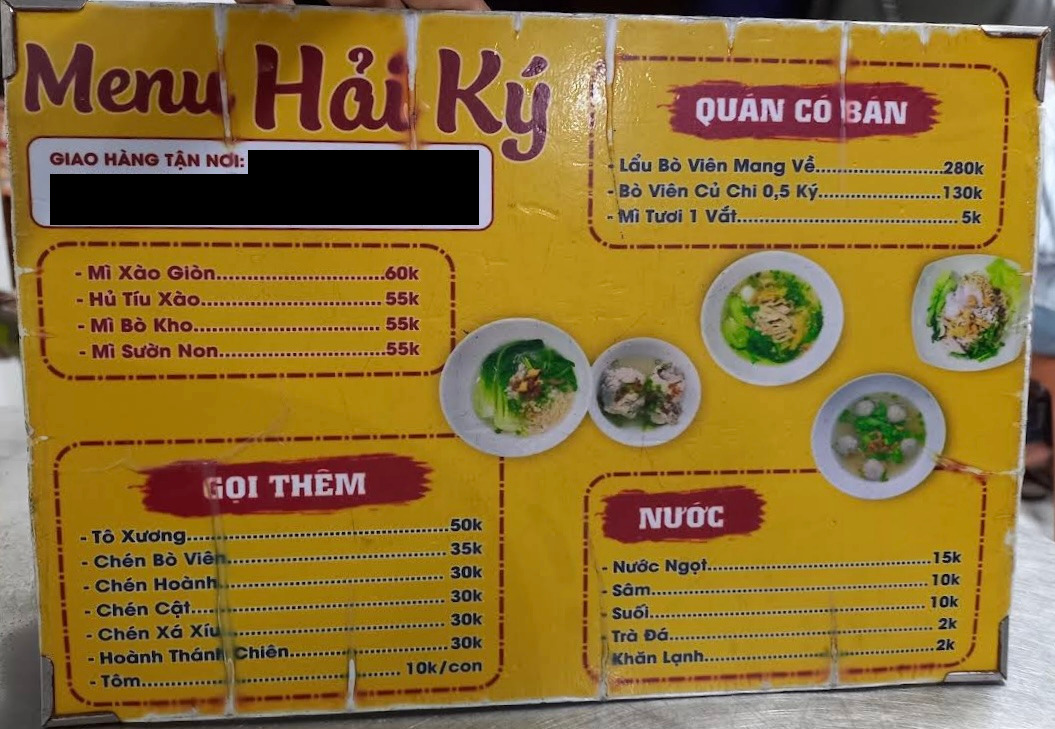 Menu Hải Ký
GIAO HÀNG TẬN NƠI:
- Mì Xào Giòn........................60k
- Hủ Tíu Xào.......................... 55k
- Mì Bò Kho........................... 55k
- Mì Sườn Non........................55k
GỌI THÊM
- Tô Xương.....................................50k
- Chén Bò Viên................................ 35k
- Chén Hoành................................ 30k
- Chén Cật..................................... 30k
- Chén Xá Xíu................................ 30k
- Hoành Thánh Chiên...................... 30k
- Tôm.................................... 10k/con
QUÁN CÓ BÁN
- Lẩu Bò Viên Mang Về......................280k
- Bò Viên Củ Chi 0,5 Ký.....................130k
- Mì Tươi 1 Vắt..................................... 5k
NƯỚC
- Nước Ngọt.....................................15k
- Sâm..............................................10k
- Suối............................................. 10k
- Trà Đá............................................ 2k
- Khăn Lạnh....................................... 2k